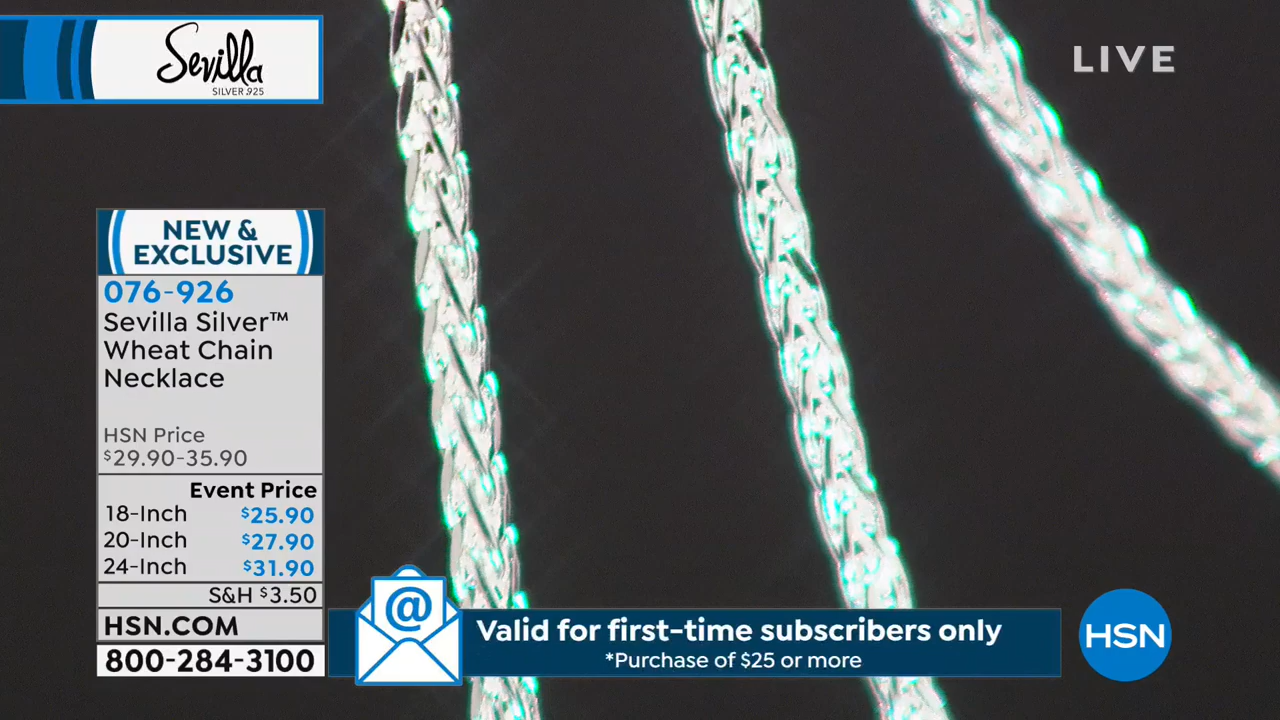 Sevilla
SILVER .925
LIVE
NEW &
EXCLUSIVE
076-926
Sevilla Silver™
Wheat Chain
Necklace
HSN Price
$29.90-35.90
Event Price
18-Inch $25.90
20-Inch $27.90
24-Inch $31.90
S&H $3.50
HSN.COM
800-284-3100
@
Valid for first-time subscribers only
*Purchase of $25 or more
HSN